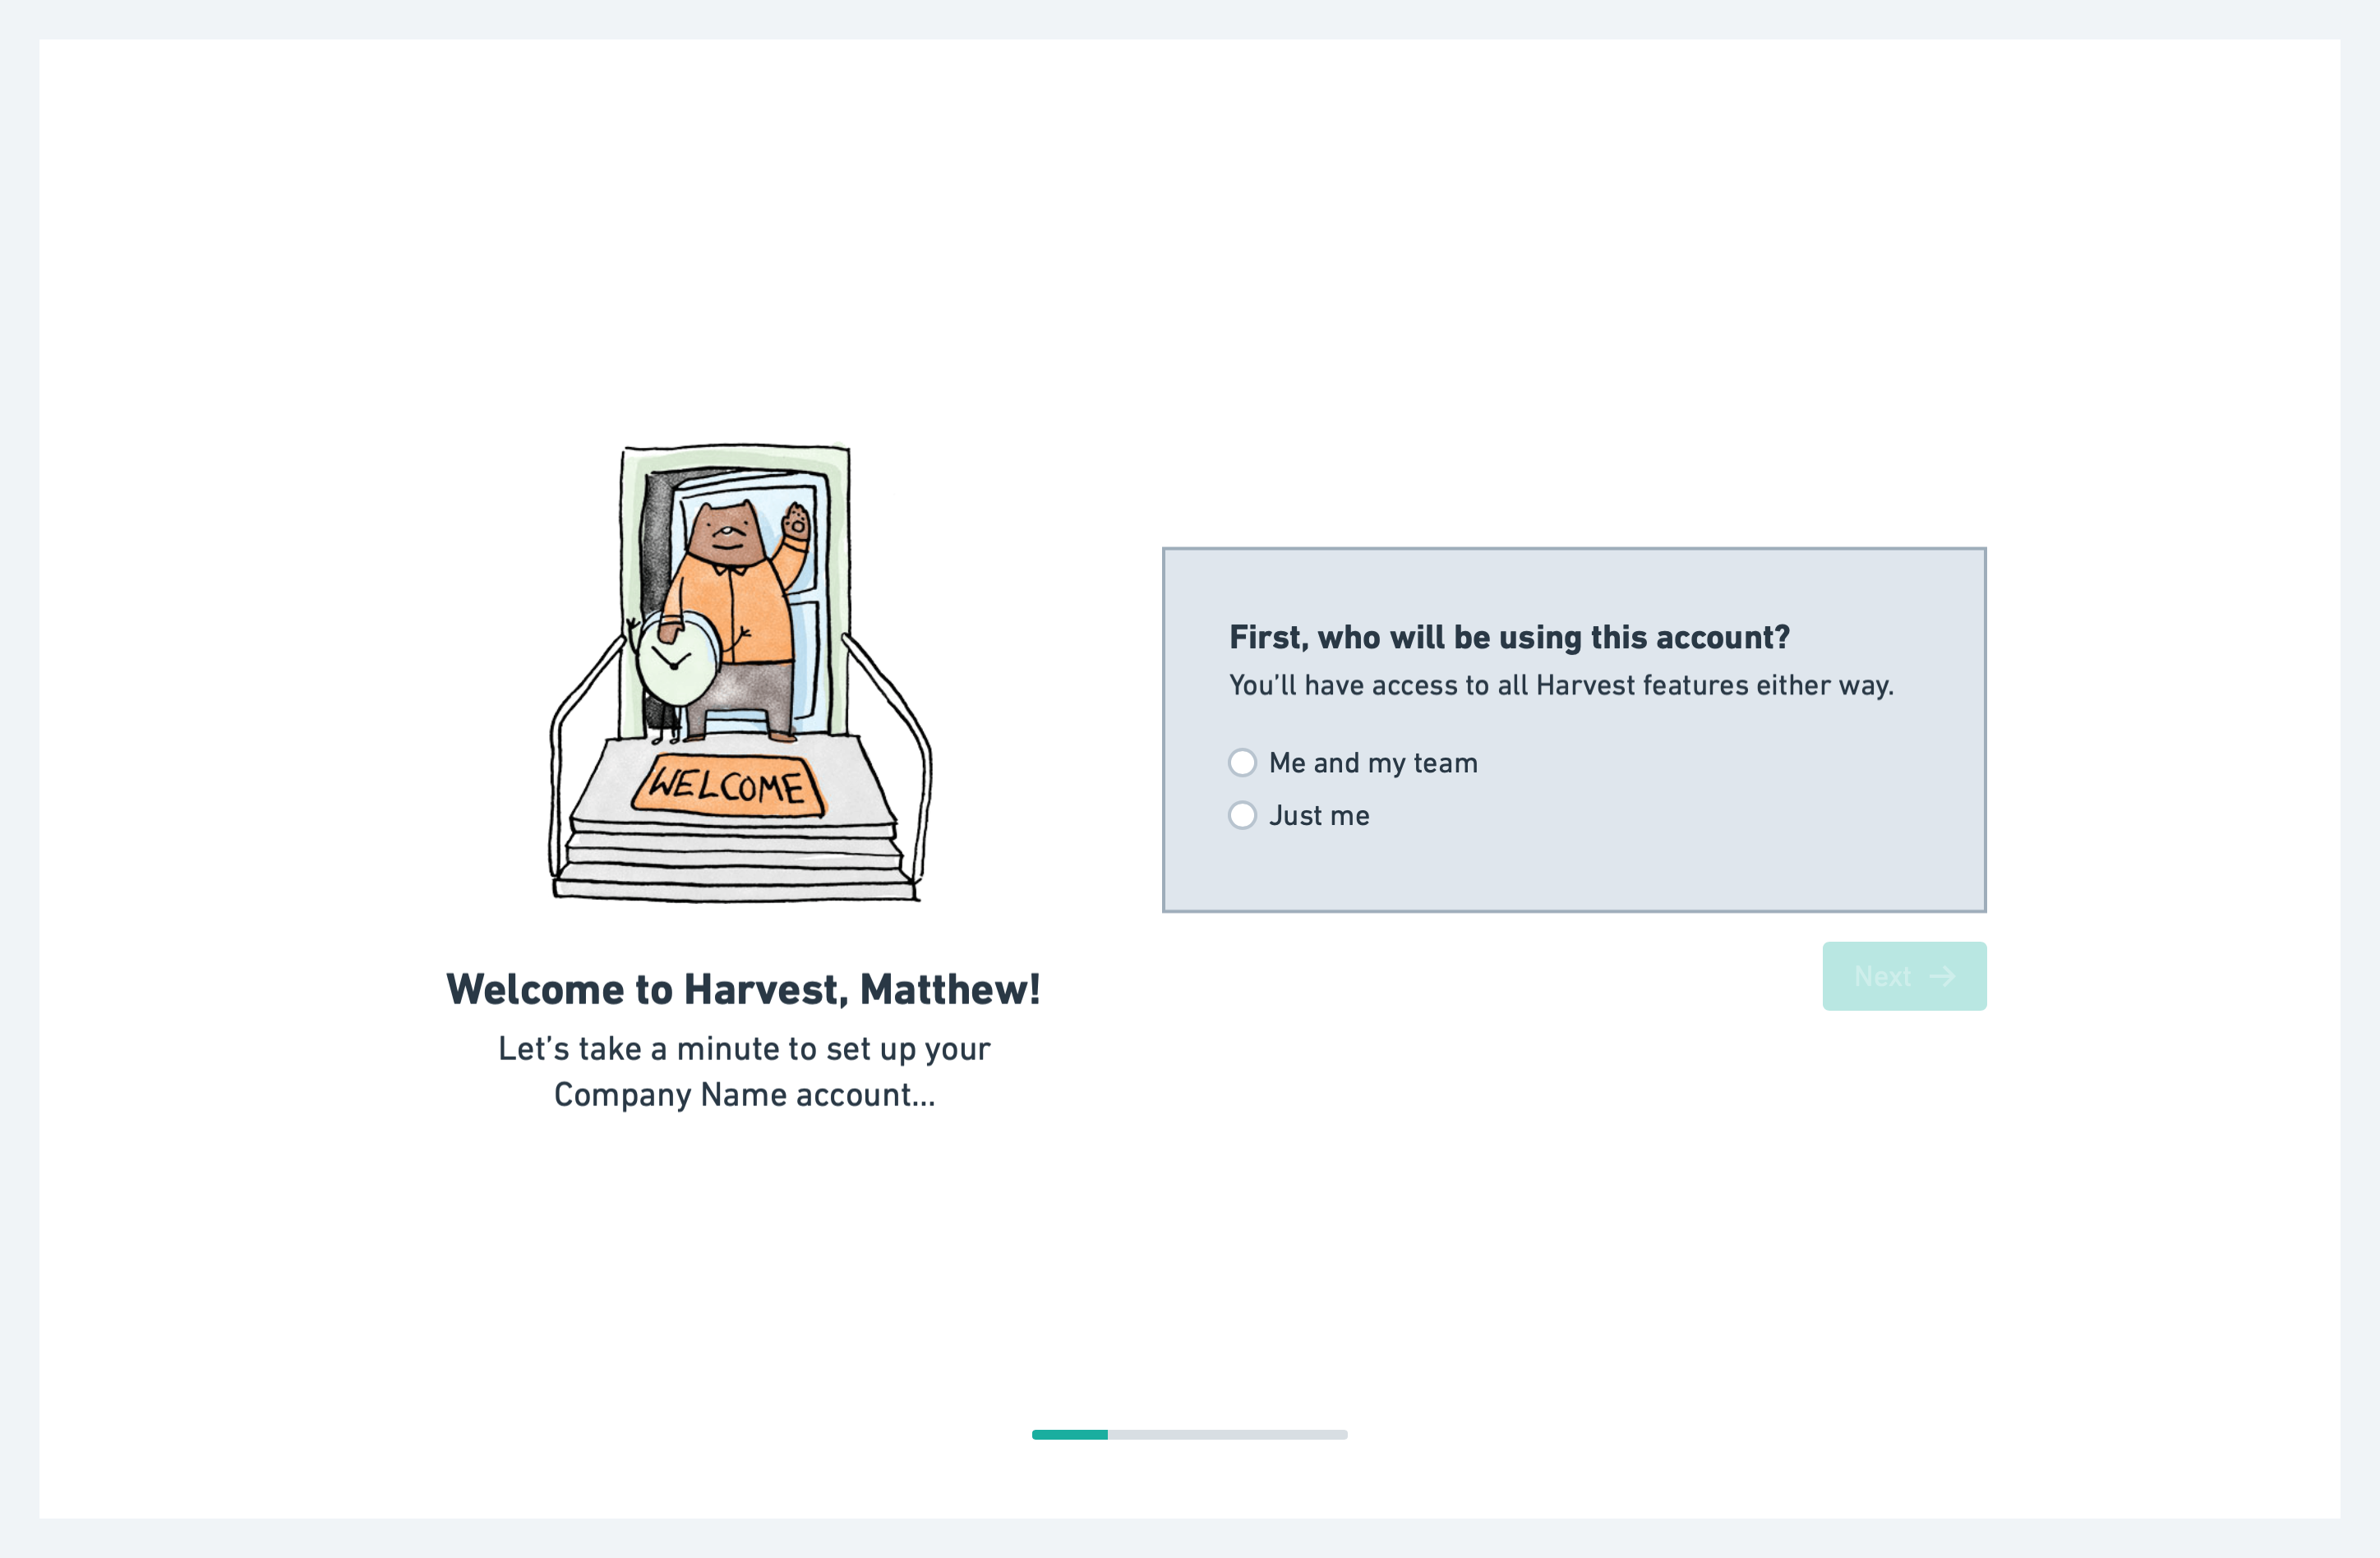 WELCOME
Welcome to Harvest, Matthew!
Let’s take a minute to set up your
Company Name account...
First, who will be using this account?
You’ll have access to all Harvest features either way.
Me and my team
Just me
Next